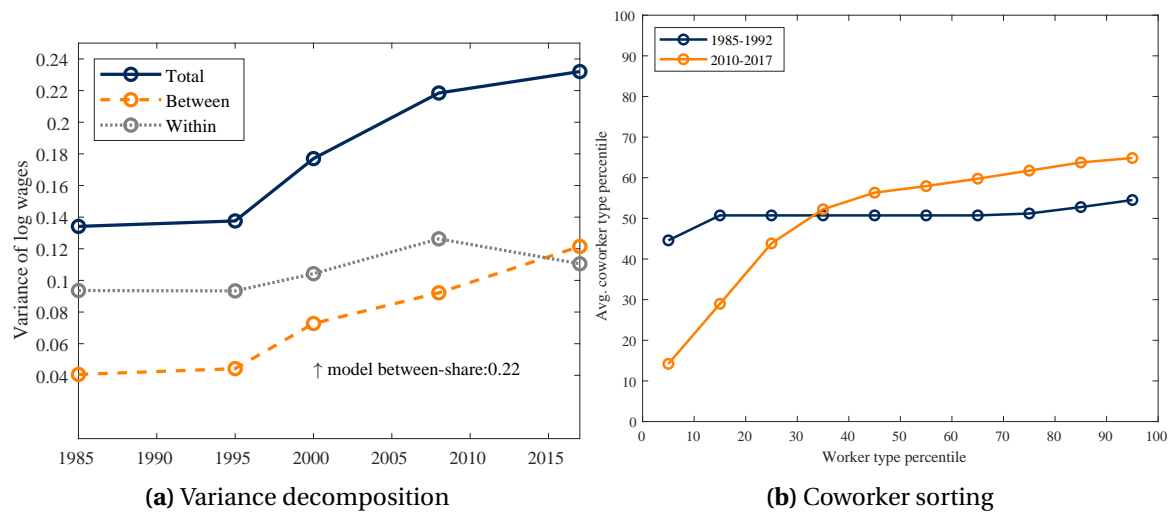 Variance of log wages
0.24
0.22
0.2
0.18
0.16
0.14
0.12
0.1
0.08
0.06
0.04
Total
Between
Within
↑ model between-share:0.22
1985 1990 1995 2000 2005 2010 2015
(a) Variance decomposition
Avg. coworker type percentile
100
90
80
70
60
50
40
30
20
10
0
1985-1992
2010-2017
0 10 20 30 40 50 60 70 80 90 100
Worker type percentile
(b) Coworker sorting